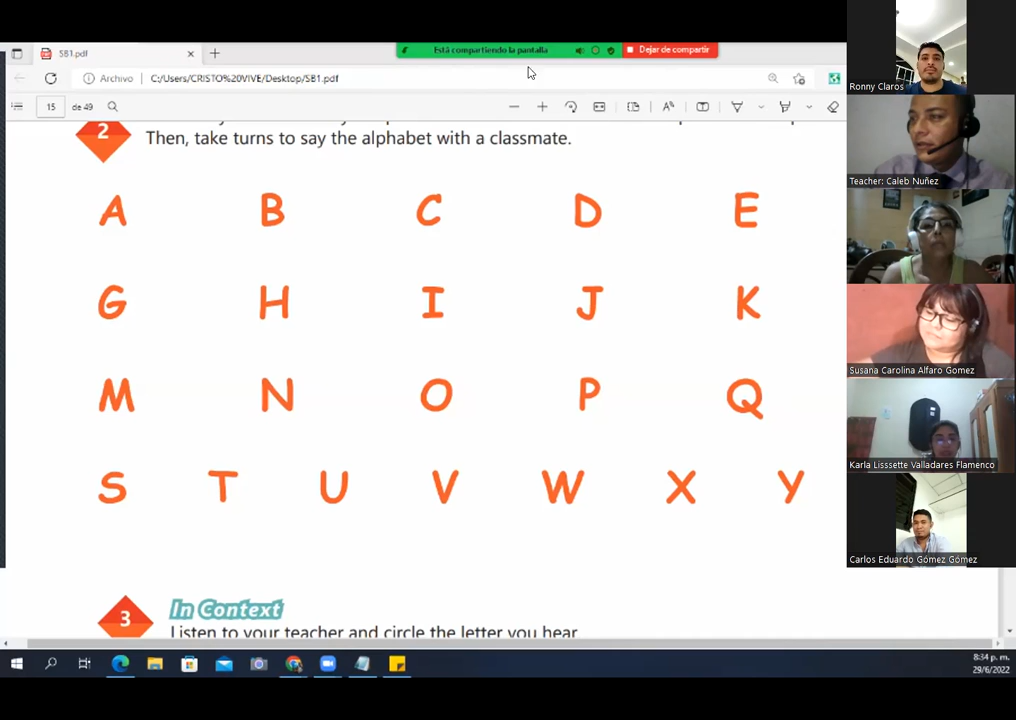 SB1.pdf
Está compartiendo la pantalla
Dejar de compartir
Archivo
C:/Users/CRISTO%20VIVE/Desktop/SB1.pdf
15 de 49
2
Then, take turns to say the alphabet with a classmate.
A B C D E
G H I J K
M N O P Q
S T U V W X Y
3
In Context
Listen to your teacher and circle the letter you hear
Ronny Claros
Teacher: Caleb Nuñez
Susana Carolina Alfaro Gomez
Karla Lisssette Valladares Flamenco
Carlos Eduardo Gómez Gómez
8:34 p. m.
29/6/2022